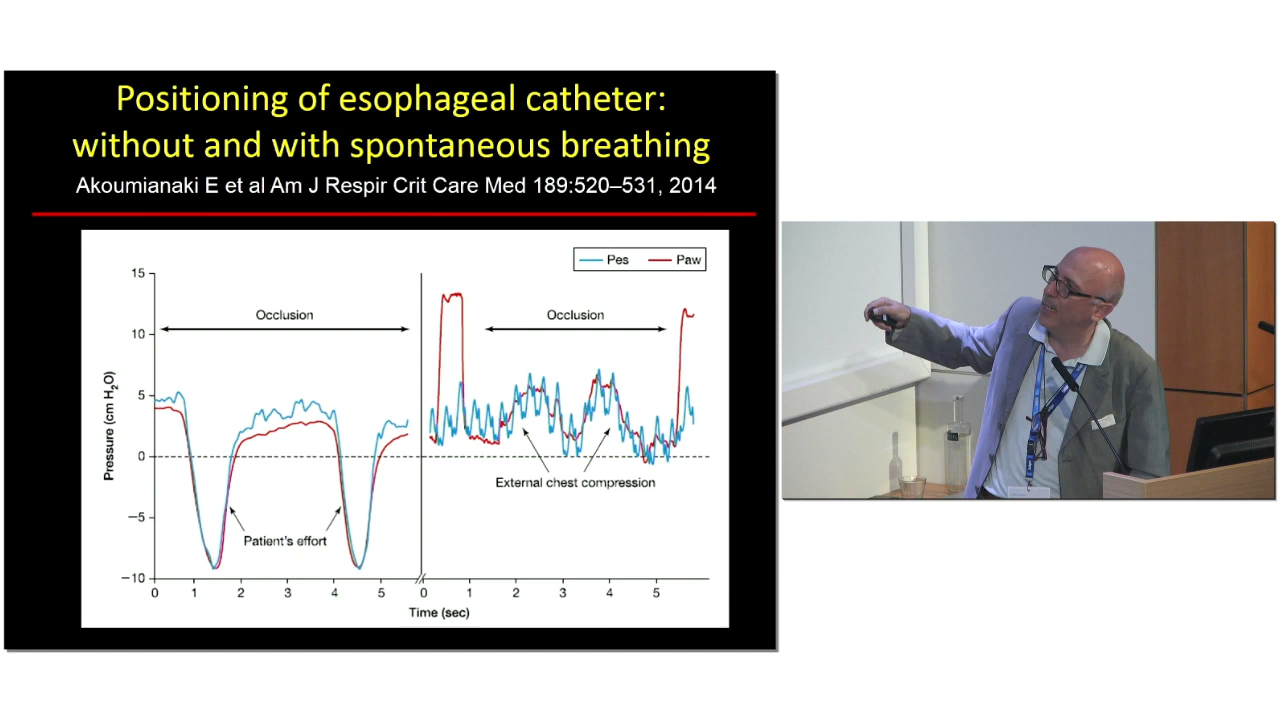 Positioning of esophageal catheter:
without and with spontaneous breathing
Akoumianaki E et al Am J Respir Crit Care Med 189:520–531, 2014
Pes Paw
15
10
5
0
−5
−10
Pressure (cm H₂O)
Occlusion
Occlusion
External chest compression
Patient's effort
0 1 2 3 4 5 0 1 2 3 4 5
Time (sec)